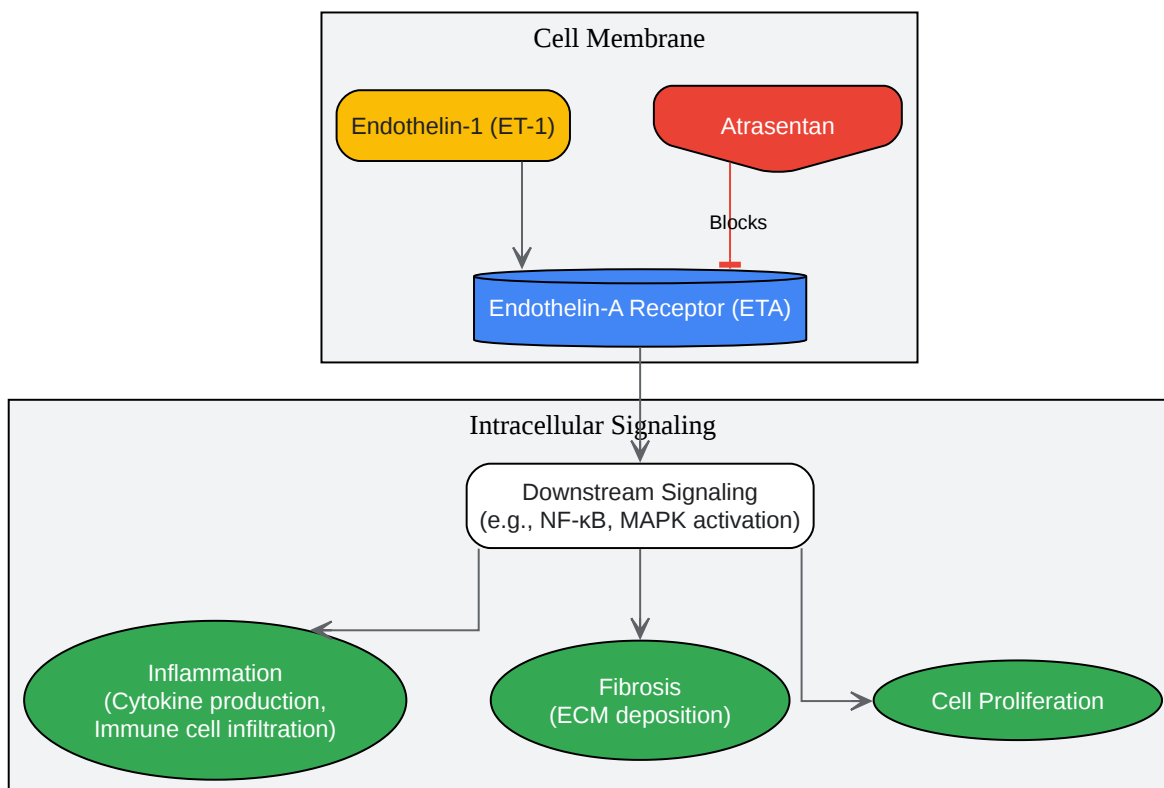 Cell Membrane
Endothelin-1 (ET-1)
Atrasentan
Blocks
Endothelin-A Receptor (ETA)
Intracellular Signaling
Downstream Signaling
(e.g., NF-κB, MAPK activation)
Inflammation
(Cytokine production,
Immune cell infiltration)
Fibrosis
(ECM deposition)
Cell Proliferation